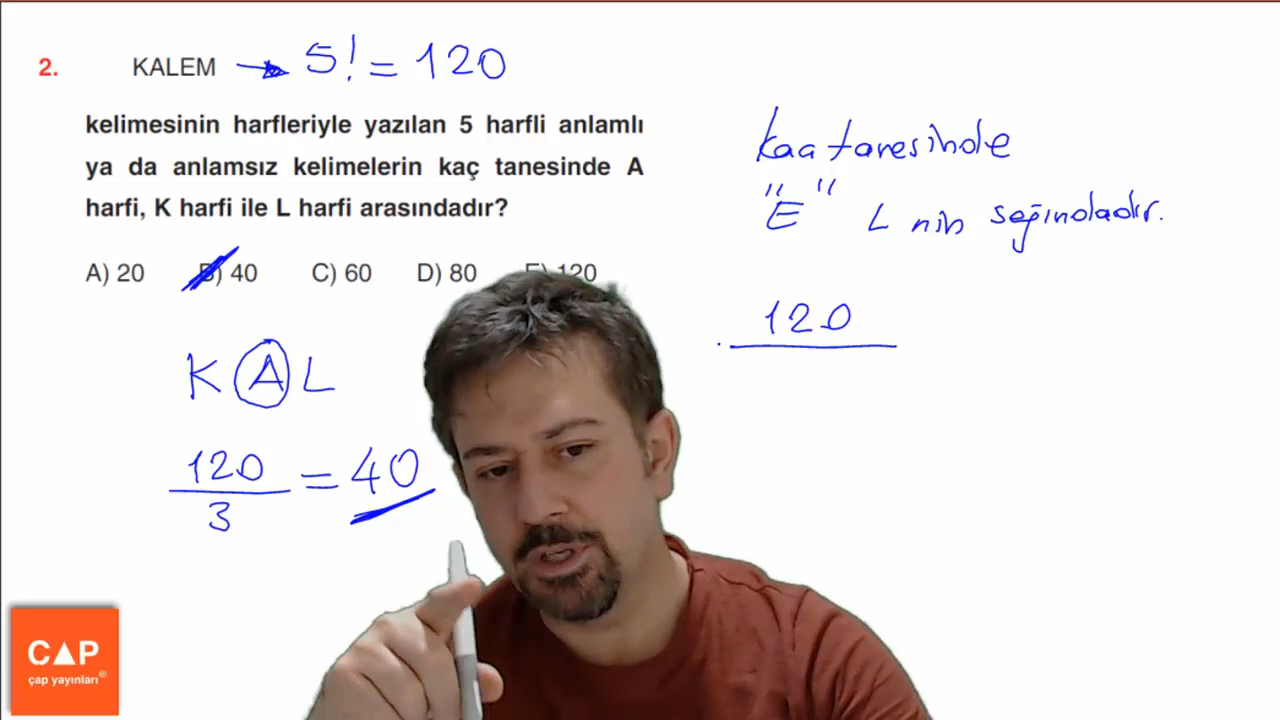 2. KALEM → 5! = 120
kelimesinin harfleriyle yazılan 5 harfli anlamlı
ya da anlamsız kelimelerin kaç tanesinde A
harfi, K harfi ile L harfi arasındadır?
A) 20 B) 40 C) 60 D) 80 E) 120
K A L
120
3
= 40
tanesinde
"E" L nin sağındadır.
120
ÇAP
çap yayınları®